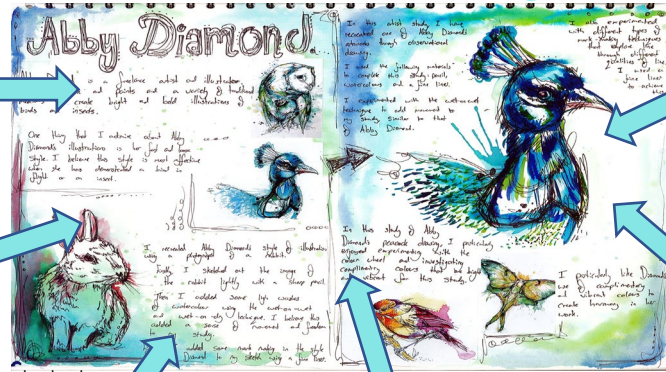 Abby Diamond
is a freelance artist and illustrator
and paints and a variety of traditional
create bright and bold illustrations of
birds and insects.
One thing that I admire about Abby
Diamonds illustrations is her fast and loose
style. I believe this style is most effective
when she has demonstrated a bird in
flight or an insect.
I recreated Abby Diamonds style of illustration
using a photograph of a rabbit.
Firstly I sketched out the image of
the rabbit lightly with a sharp pencil.
Then I added some light washes
of watercolour using wet-on-wet
and wet-on-dry technique. I believe this
added a sense of movement and freedom
to study.
added some mark making in the style
Diamond to my sketch using a fine liner.
In this artist study I have
recreated one of Abby Diamonds
through observational
drawing.
I used the following materials to
complete this study: pencil,
watercolours and a fine liner.
I experimented with the wet-on-wet
technique to add movement to
my study similar to that
of Abby Diamond.
In this study of Abby
Diamonds peacock drawing, I particularly
enjoyed experimenting with the
colour wheel and investigating
complimentary colours that are bright
and vibrant for this study.
I also experimented
with different types of
mark-making techniques
that explore line
through different
qualities of line.
I used a
fine liner
to achieve
I particularly like Diamonds
use of complimentary
and vibrant colours to
create harmony in her
work.